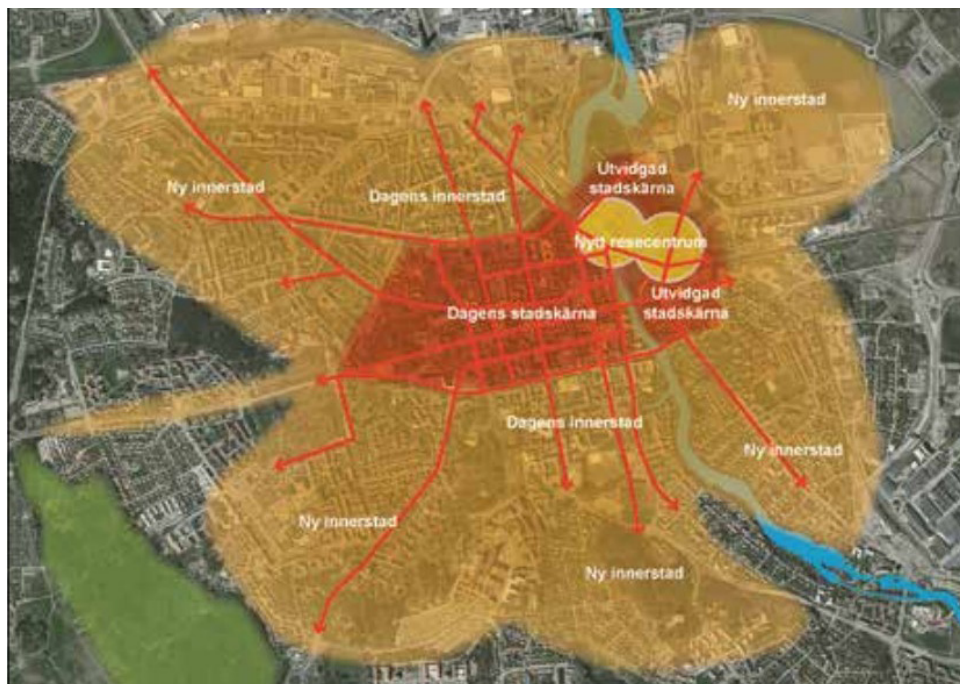 Ny innerstad
Utvidgad
stadskärna
Ny innerstad
Dagens innerstad
Nytt resecentrum
Utvidgad
stadskärna
Dagens stadskärna
Dagens innerstad
Ny innerstad
Ny innerstad
Ny innerstad